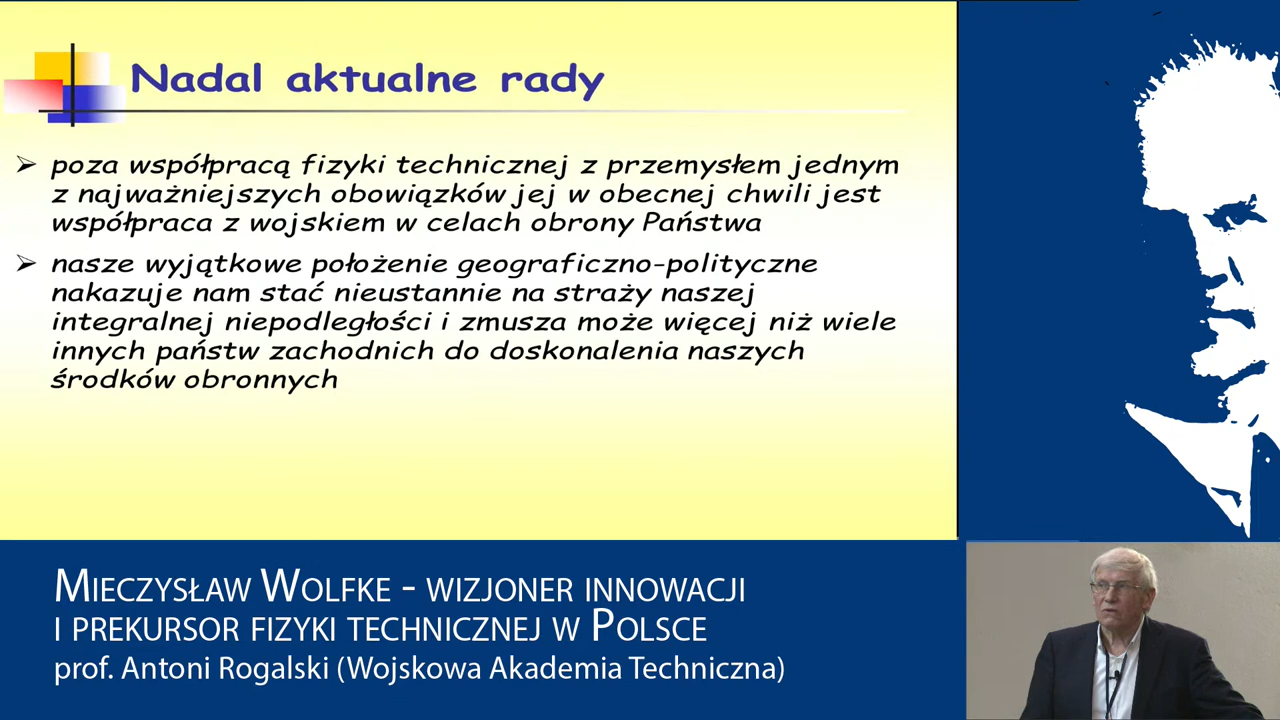 Nadal aktualne rady
poza współpracą fizyki technicznej z przemysłem jednym
z najważniejszych obowiązków jej w obecnej chwili jest
współpraca z wojskiem w celach obrony Państwa
nasze wyjątkowe położenie geograficzno-polityczne
nakazuje nam stać nieustannie na straży naszej
integralnej niepodległości i zmusza może więcej niż wiele
innych państw zachodnich do doskonalenia naszych
środków obronnych
Mieczysław Wolfke - wizjoner innowacji
i prekursor fizyki technicznej w Polsce
prof. Antoni Rogalski (Wojskowa Akademia Techniczna)